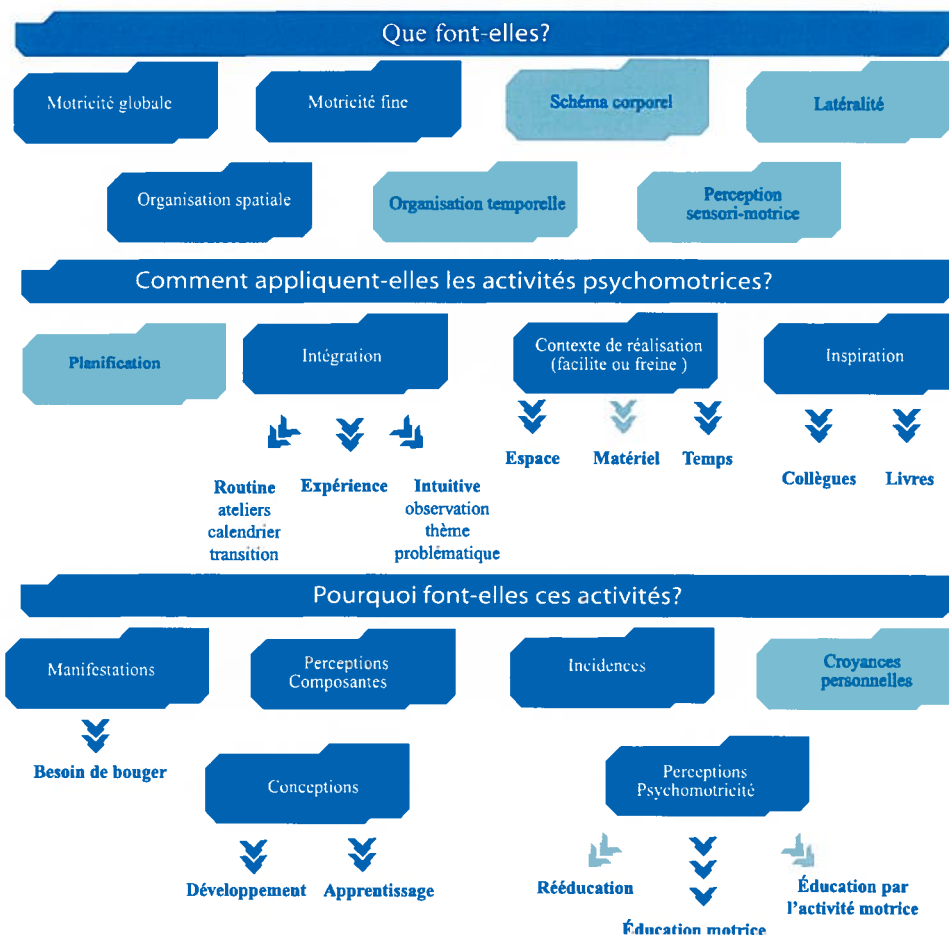 Que font-elles?
Motricité globale
Motricité fine
Schéma corporel
Latéralité
Organisation spatiale
Organisation temporelle
Perception
sensori-motrice
Comment appliquent-elles les activités psychomotrices?
Planification
Intégration
Contexte de réalisation
(facilite ou freine )
Inspiration
Routine
ateliers
calendrier
transition
Expérience
Intuitive
observation
thème
problématique
Espace
Matériel
Temps
Collègues
Livres
Pourquoi font-elles ces activités?
Manifestations
Perceptions
Composantes
Incidences
Croyances
personnelles
Besoin de bouger
Conceptions
Perceptions
Psychomotricité
Développement
Apprentissage
Rééducation
Éducation motrice
Éducation par
l'activité motrice